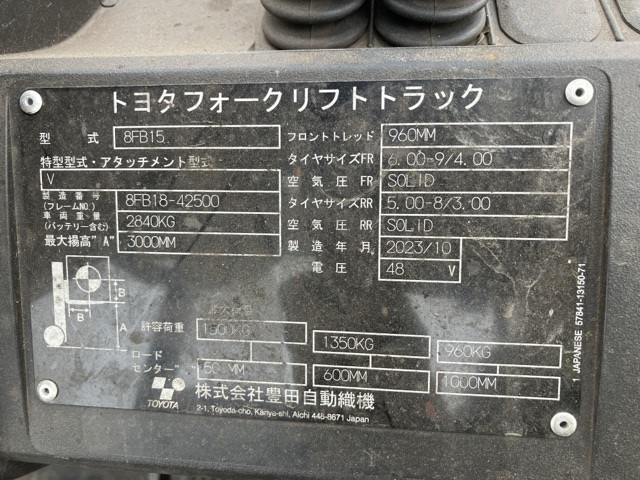 トヨタフォークリフトトラック
型式 8FB15
フロントトレッド 960MM
特型型式・アタッチメント型式
タイヤサイズFR 6.00-9/4.00
V
空気圧FR SOLID
製造番号 (フレームNO.) 8FB18-42500
タイヤサイズRR 5.00-8/3.00
車両重量 (バッテリー含む) 2840KG
空気圧RR SOLID
最大揚高"A" 3000MM
製造年月 2023/10
電圧 48 V
B
B
A
許容荷重 1500KG 1350KG 960KG
ロードセンター 600MM 1000MM
TOYOTA
株式会社豊田自動織機
2-1, Toyoda-cho, Kariya-shi, Aichi 448-8671 Japan
1 JAPANESE 57841-13150-71